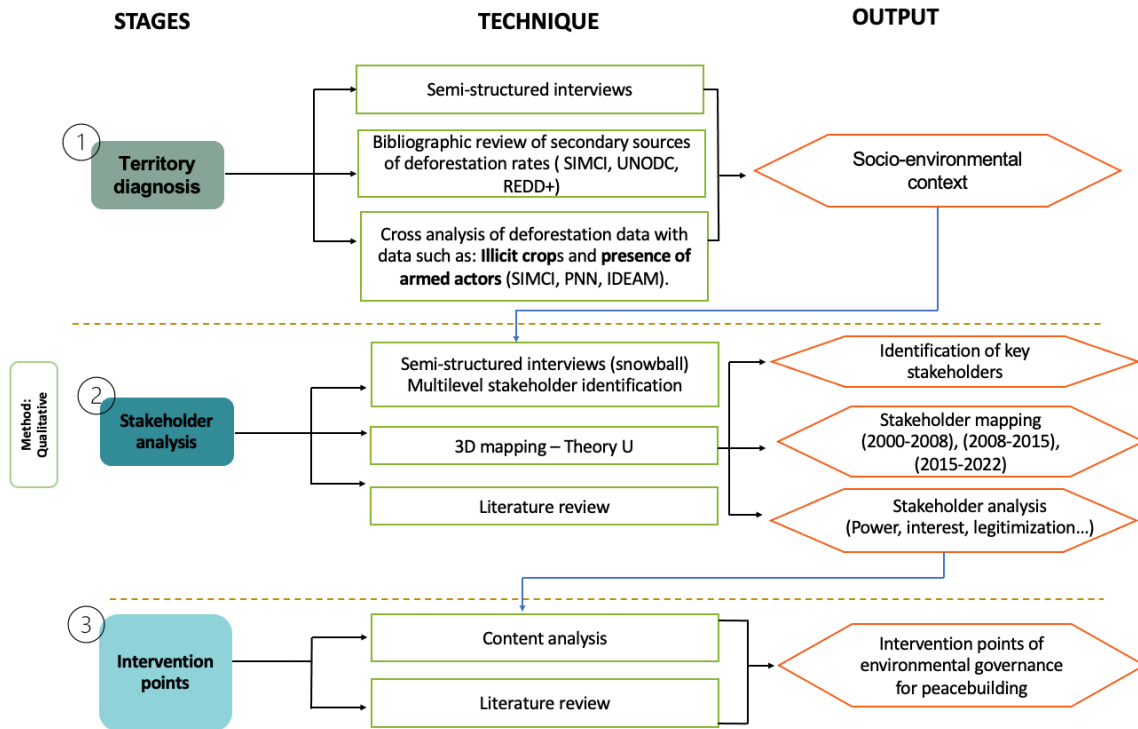 STAGES
TECHNIQUE
OUTPUT
1
Territory
diagnosis
Semi-structured interviews
Bibliographic review of secondary sources
of deforestation rates ( SIMCI, UNODC,
REDD+)
Cross analysis of deforestation data with
data such as: Illicit crops and presence of
armed actors (SIMCI, PNN, IDEAM).
Socio-environmental
context
Method:
Qualitative
2
Stakeholder
analysis
Semi-structured interviews (snowball)
Multilevel stakeholder identification
3D mapping – Theory U
Literature review
Identification of key
stakeholders
Stakeholder mapping
(2000-2008), (2008-2015),
(2015-2022)
Stakeholder analysis
(Power, interest, legitimization...)
3
Intervention
points
Content analysis
Literature review
Intervention points of
environmental governance
for peacebuilding